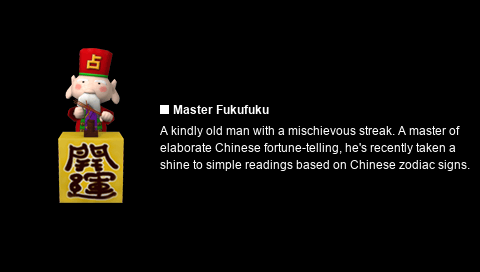 占
■ Master Fukufuku
開
運
A kindly old man with a mischievous streak. A master of
elaborate Chinese fortune-telling, he's recently taken a
shine to simple readings based on Chinese zodiac signs.